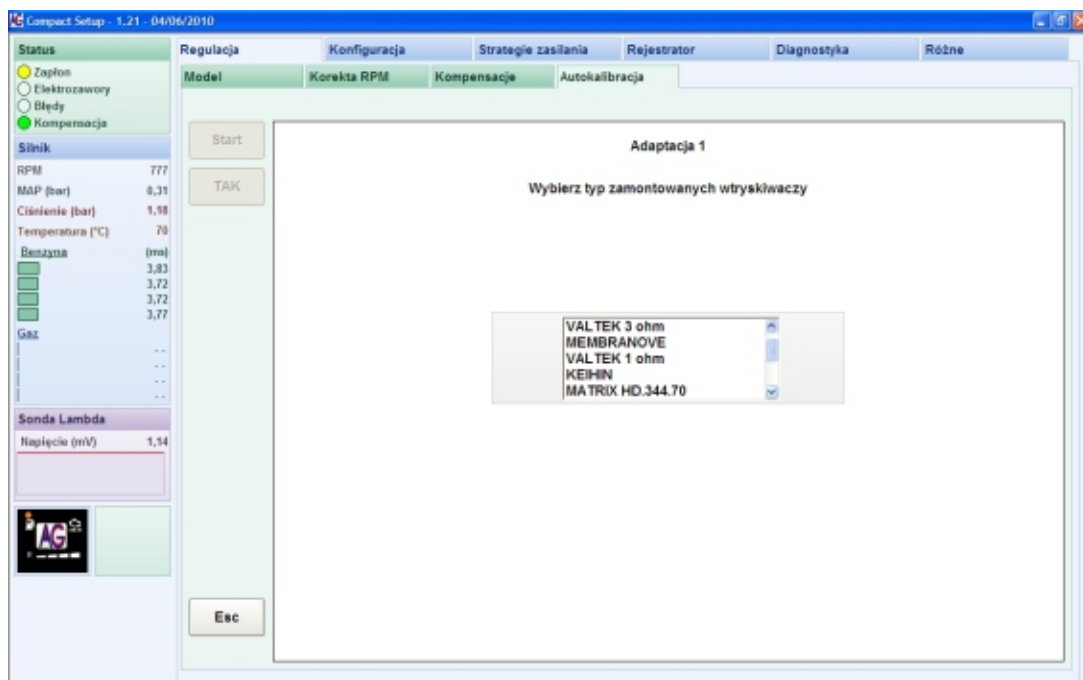 Compact Setup - 1.21 - 04/06/2010
Status
Zapłon
Elektrozawory
Błędy
Kompensacja
Silnik
RPM 777
MAP (bar) 0,31
Ciśnienie (bar) 1,18
Temperatura (°C) 70
Benzyna (ms)
3,83
3,72
3,72
3,77
Gaz
- -
- -
- -
- -
Sonda Lambda
Napięcie (mV) 1,14
AG
Regulacja Konfiguracja Strategie zasilania Rejestrator Diagnostyka Różne
Model Korekta RPM Kompensacje Autokalibracja
Start
TAK
Esc
Adaptacja 1
Wybierz typ zamontowanych wtryskiwaczy
VALTEK 3 ohm
MEMBRANOVE
VALTEK 1 ohm
KEIHIN
MATRIX HD.344.70